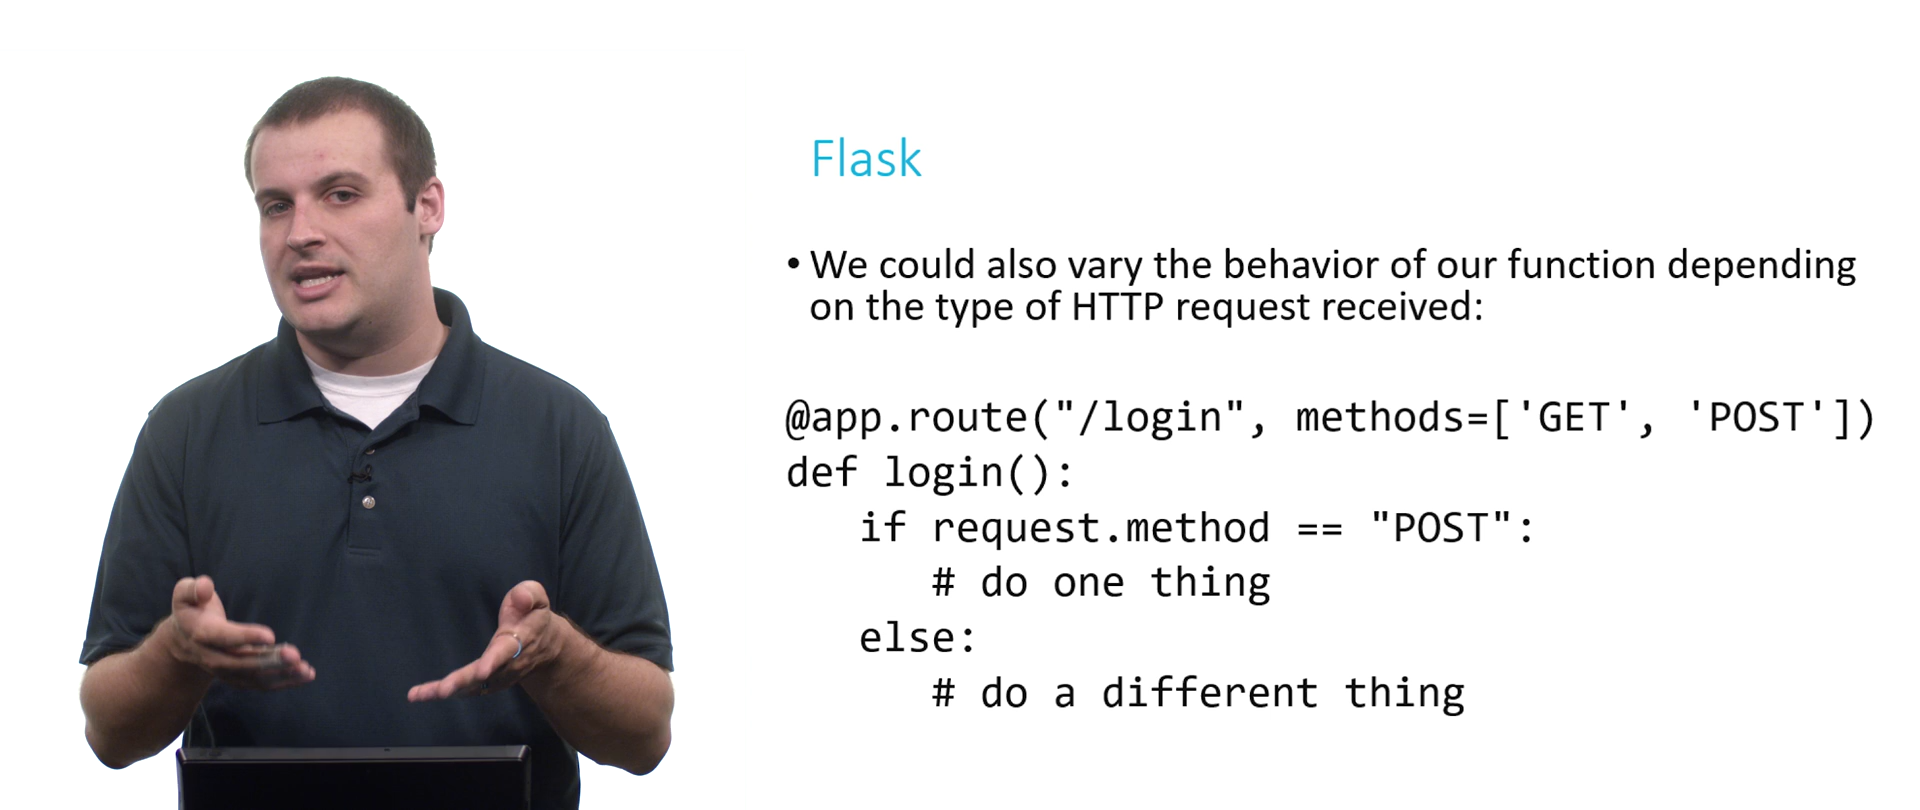 Flask
• We could also vary the behavior of our function depending
on the type of HTTP request received:
@app.route("/login", methods=['GET', 'POST'])
def login():
   if request.method == "POST":
      # do one thing
   else:
      # do a different thing